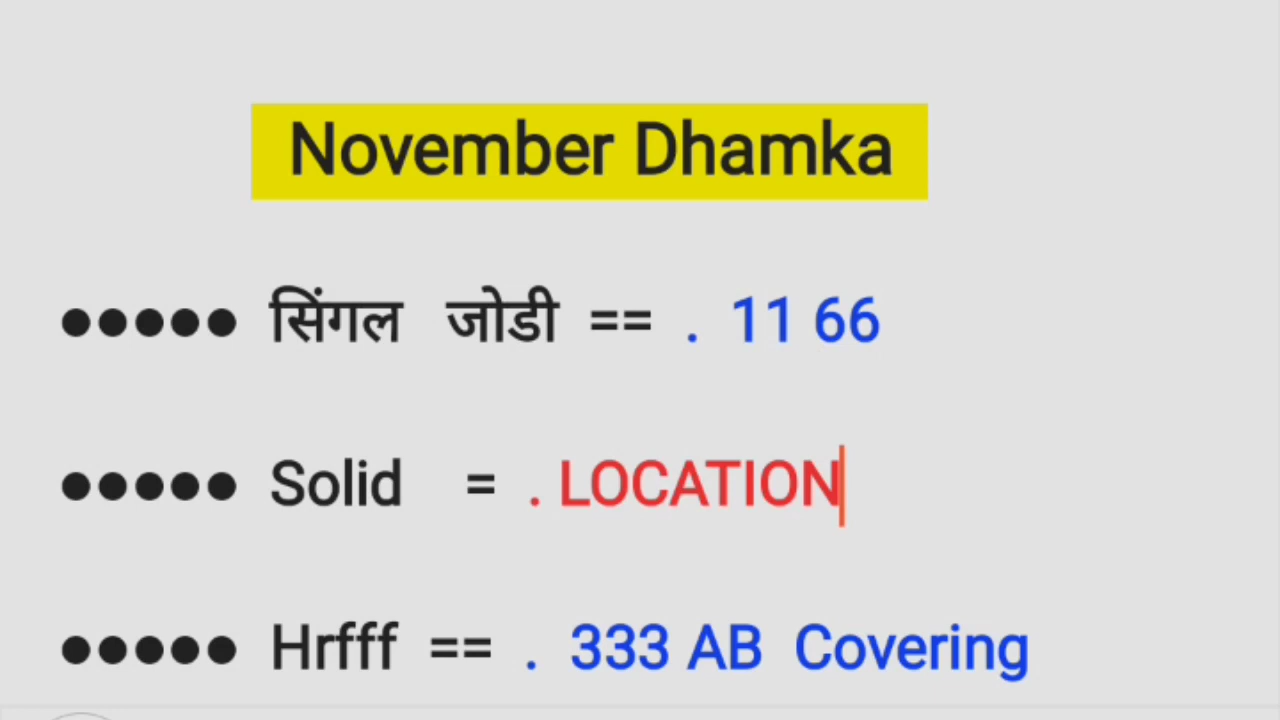 November Dhamka
●●●●● सिंगल जोडी == . 11 66
●●●●● Solid = . LOCATION
●●●●● Hrfff == . 333 AB Covering